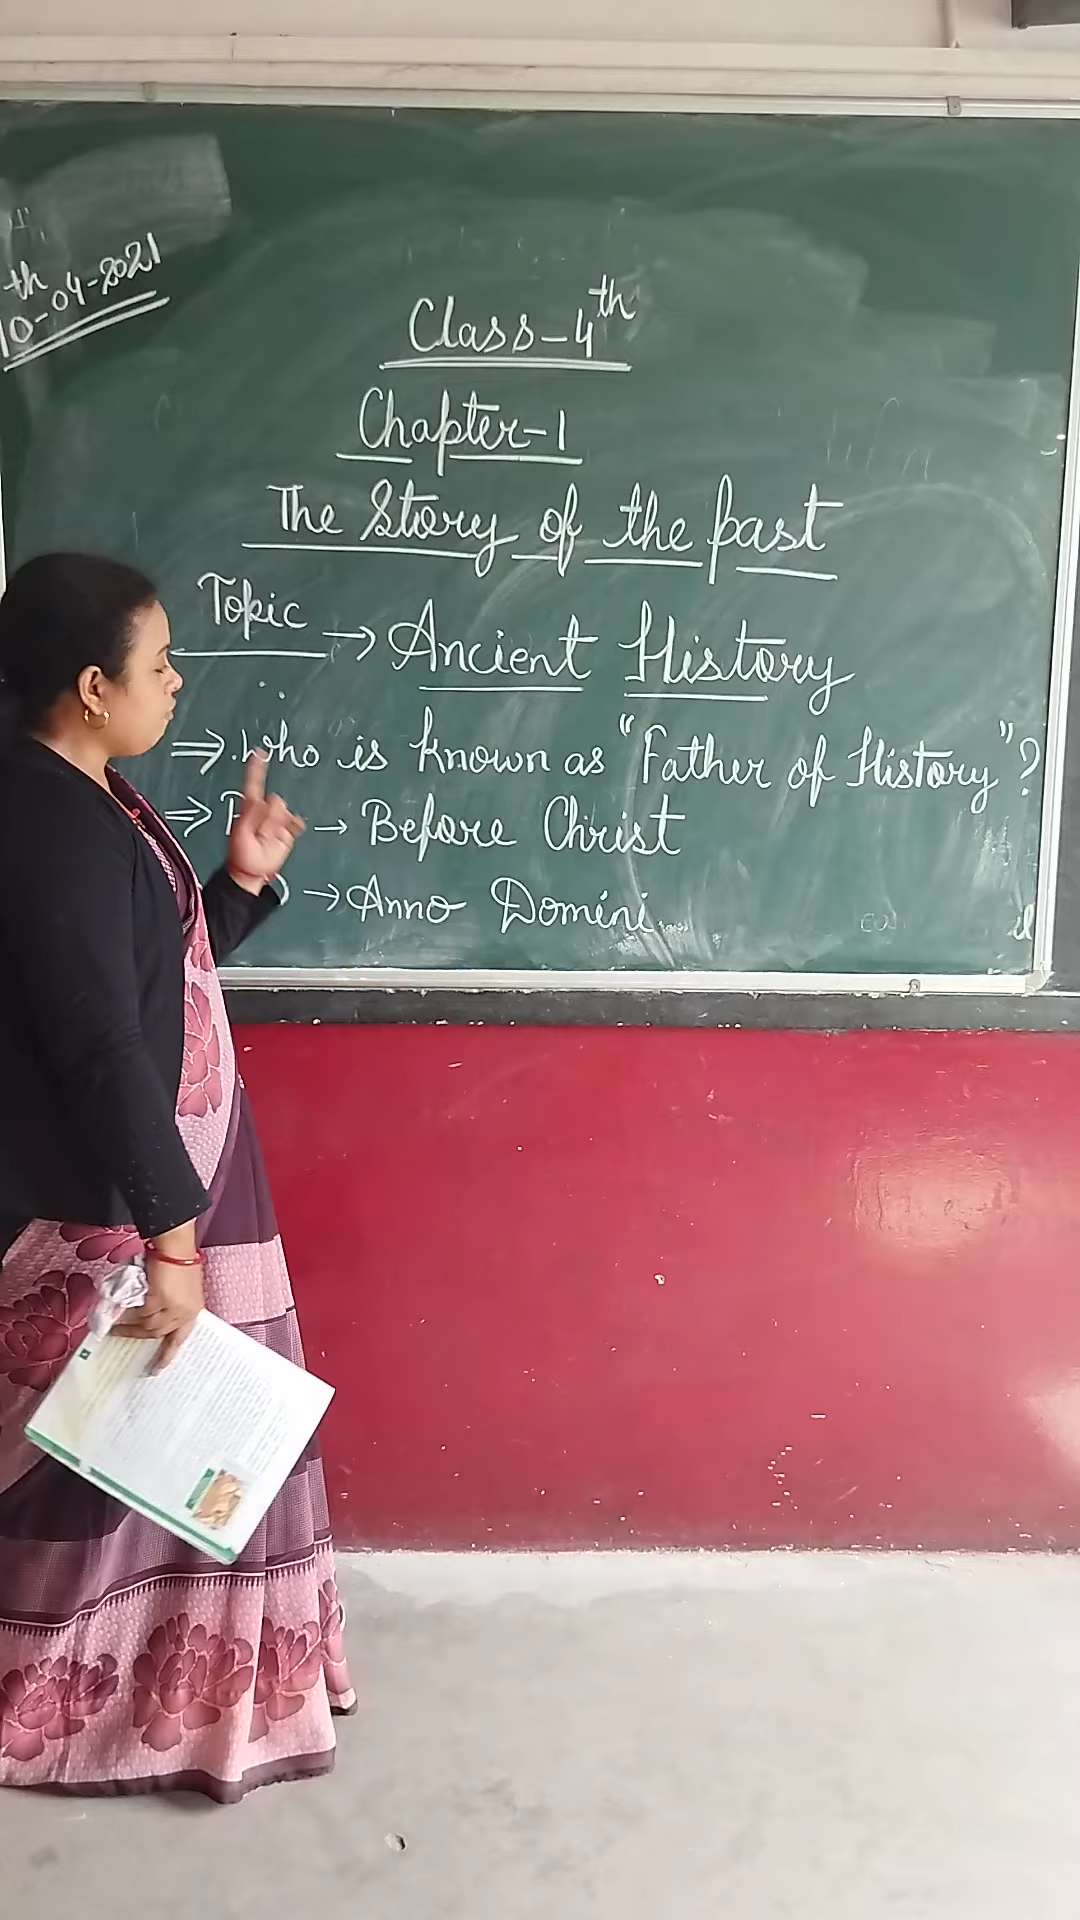 10th-04-2021
Class-4th
Chapter-1
The Story of the past
Topic → Ancient History
⇒ Who is known as "Father of History"?
⇒ → Before Christ
→ Anno Domini